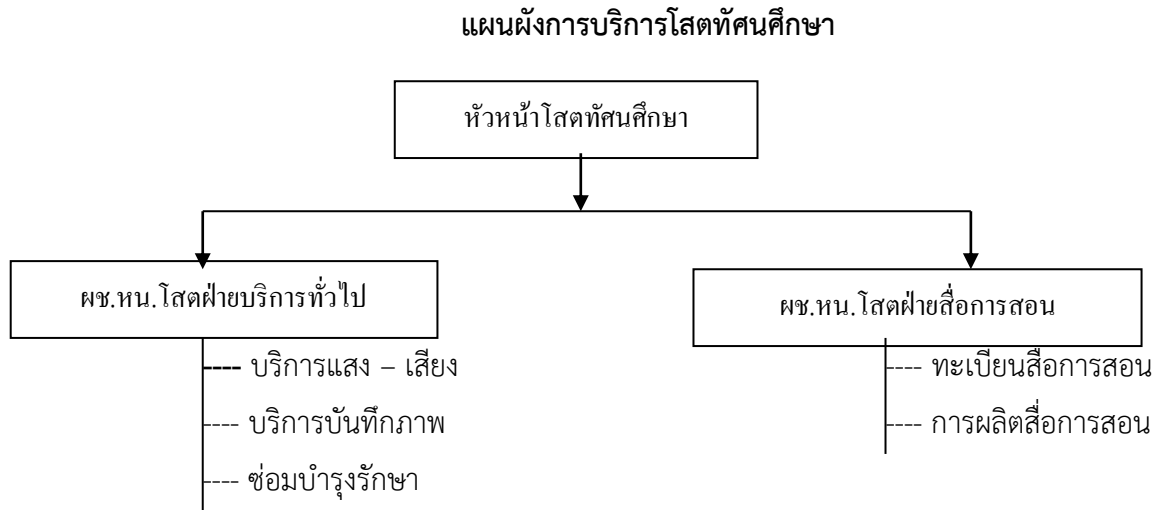 แผนผังการบริการโสตทัศนศึกษา
หัวหน้าโสตทัศนศึกษา
ผช.หน.โสตฝ่ายบริการทั่วไป
---- บริการแสง – เสียง
---- บริการบันทึกภาพ
---- ซ่อมบำรุงรักษา
ผช.หน.โสตฝ่ายสื่อการสอน
---- ทะเบียนสื่อการสอน
---- การผลิตสื่อการสอน